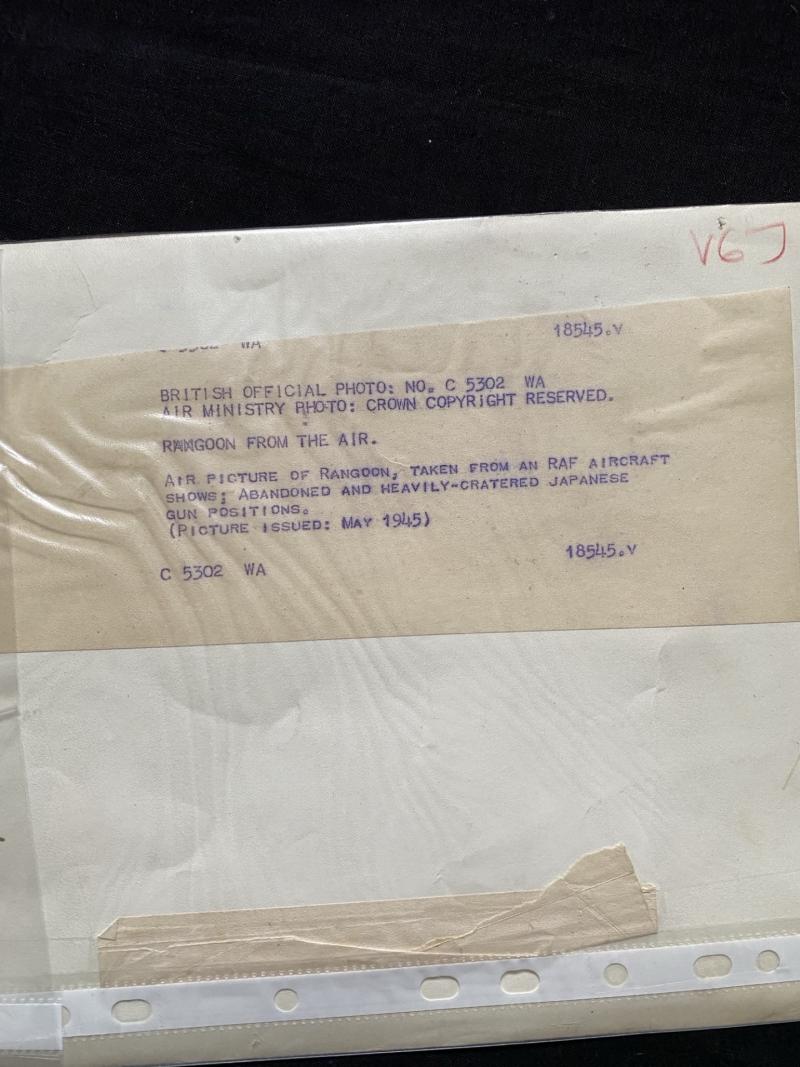 V6J
18545.V
C 5302 WA
BRITISH OFFICIAL PHOTO: NO. C 5302 WA
AIR MINISTRY PHOTO: CROWN COPYRIGHT RESERVED.
RANGOON FROM THE AIR.
AIR PICTURE OF RANGOON, TAKEN FROM AN RAF AIRCRAFT
SHOWS; ABANDONED AND HEAVILY-CRATERED JAPANESE
GUN POSITIONS.
(PICTURE ISSUED: MAY 1945)
18545.V
C 5302 WA